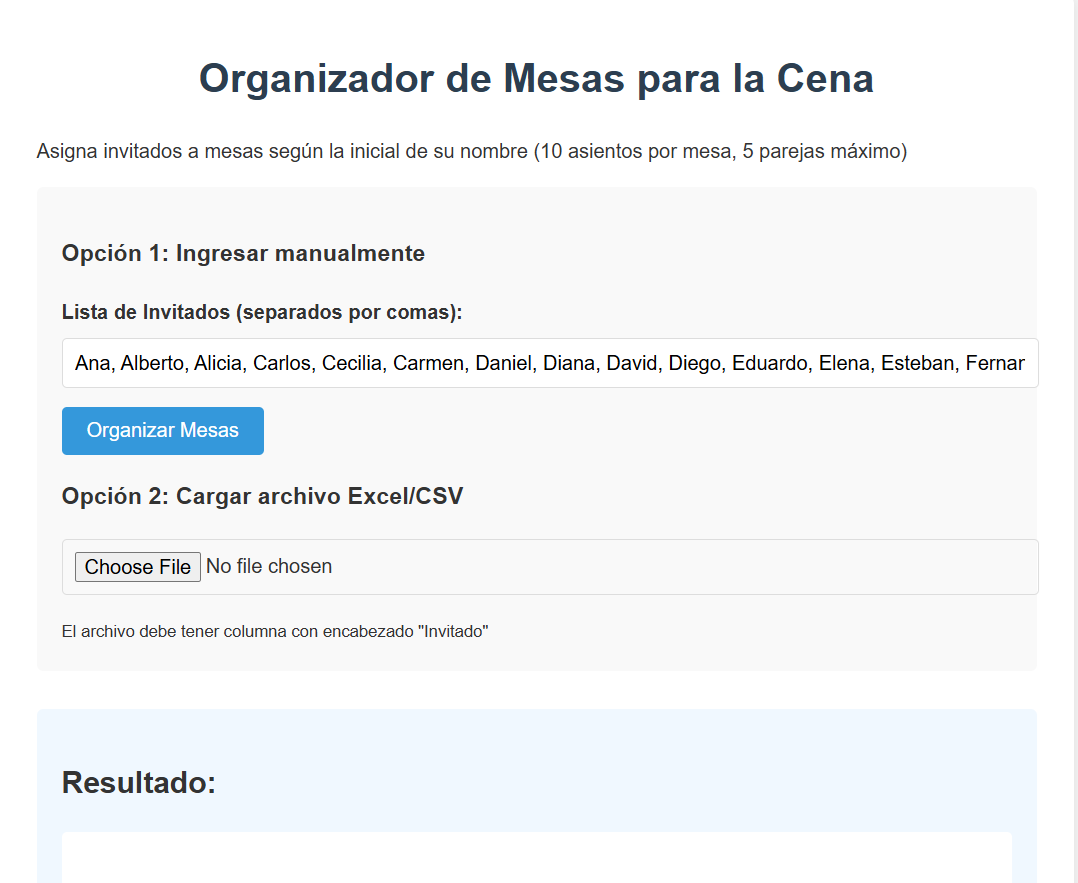 Organizador de Mesas para la Cena
Asigna invitados a mesas según la inicial de su nombre (10 asientos por mesa, 5 parejas máximo)
Opción 1: Ingresar manualmente
Lista de Invitados (separados por comas):
Ana, Alberto, Alicia, Carlos, Cecilia, Carmen, Daniel, Diana, David, Diego, Eduardo, Elena, Esteban, Fernar
Organizar Mesas
Opción 2: Cargar archivo Excel/CSV
Choose File No file chosen
El archivo debe tener columna con encabezado "Invitado"
Resultado: